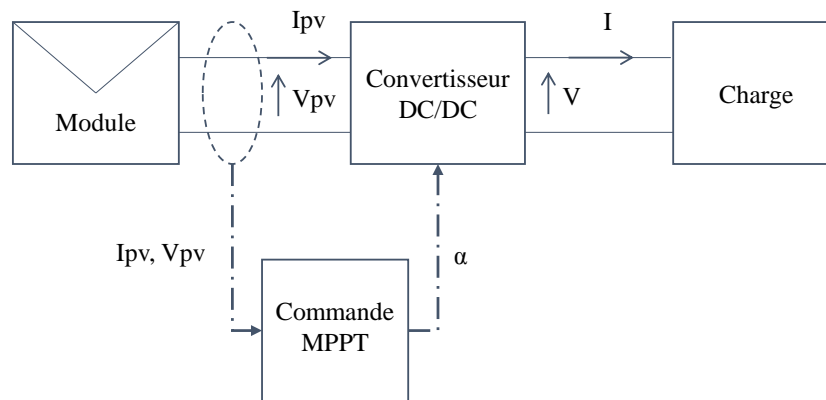 Ipv
I
Convertisseur
DC/DC
Vpv
V
Charge
Module
Ipv, Vpv
α
Commande
MPPT